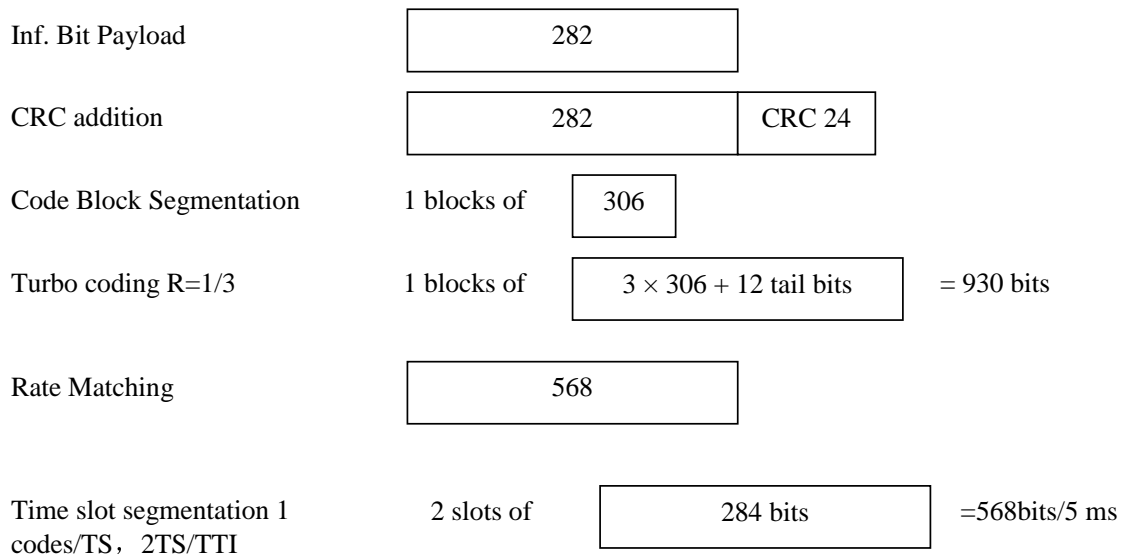 Inf. Bit Payload 282
CRC addition 282 CRC 24
Code Block Segmentation 1 blocks of 306
Turbo coding R=1/3 1 blocks of 3 × 306 + 12 tail bits = 930 bits
Rate Matching 568
Time slot segmentation 1 2 slots of 284 bits =568bits/5 ms
codes/TS，2TS/TTI